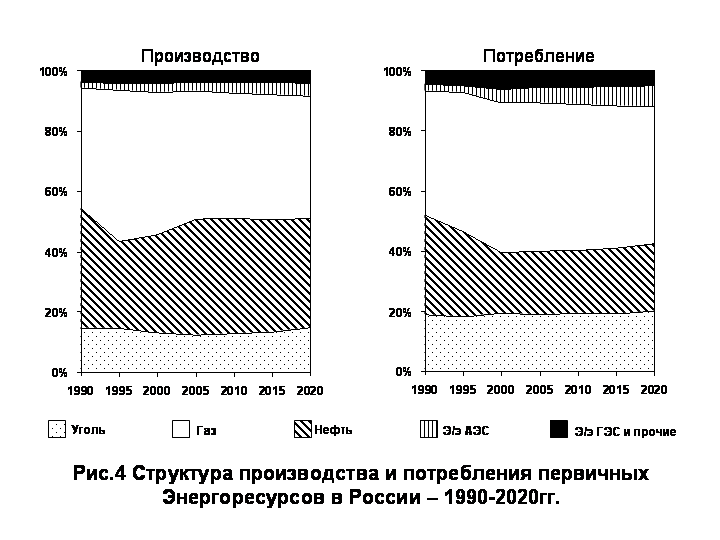 Производство
100%
80%
60%
40%
20%
0%
1990 1995 2000 2005 2010 2015 2020
Потребление
100%
80%
60%
40%
20%
0%
1990 1995 2000 2005 2010 2015 2020
Уголь Газ Нефть Э/э АЭС Э/э ГЭС и прочие
Рис.4 Структура производства и потребления первичных
Энергоресурсов в России – 1990-2020гг.